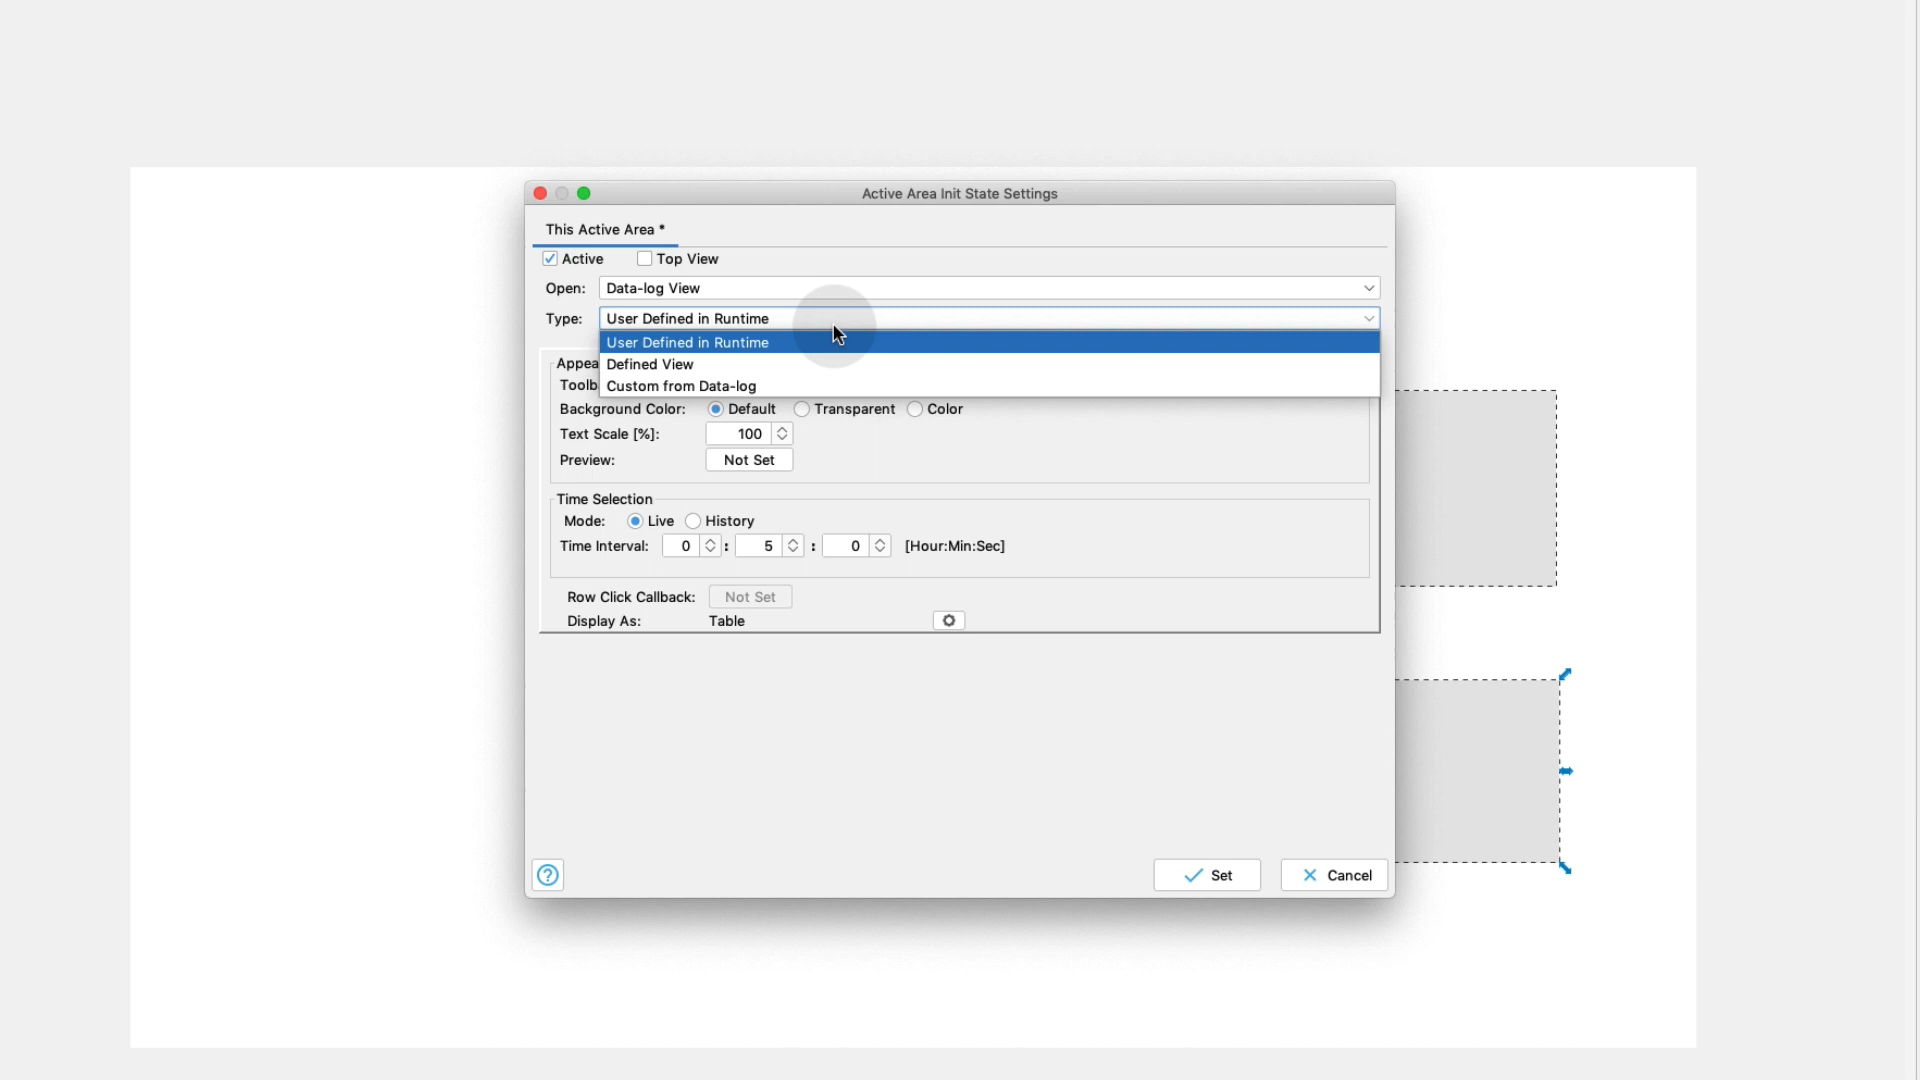 Active Area Init State Settings
This Active Area *
Active Top View
Open: Data-log View
Type: User Defined in Runtime
User Defined in Runtime
Defined View
Custom from Data-log
Appea
Toolb
Background Color: Default Transparent Color
Text Scale [%]: 100
Preview: Not Set
Time Selection
Mode: Live History
Time Interval: 0 : 5 : 0 [Hour:Min:Sec]
Row Click Callback: Not Set
Display As: Table
? Set Cancel